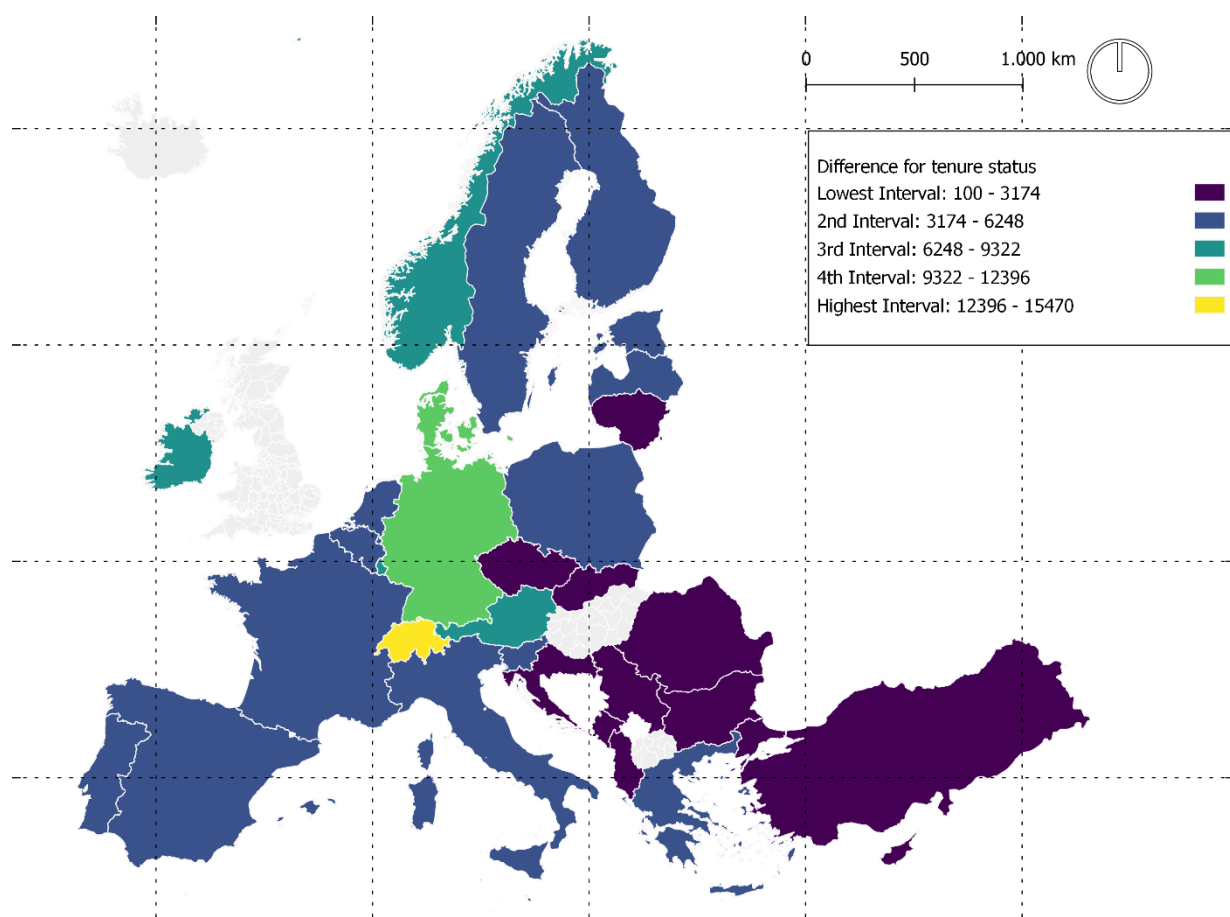 0 500 1.000 km
Difference for tenure status
Lowest Interval: 100 - 3174
2nd Interval: 3174 - 6248
3rd Interval: 6248 - 9322
4th Interval: 9322 - 12396
Highest Interval: 12396 - 15470